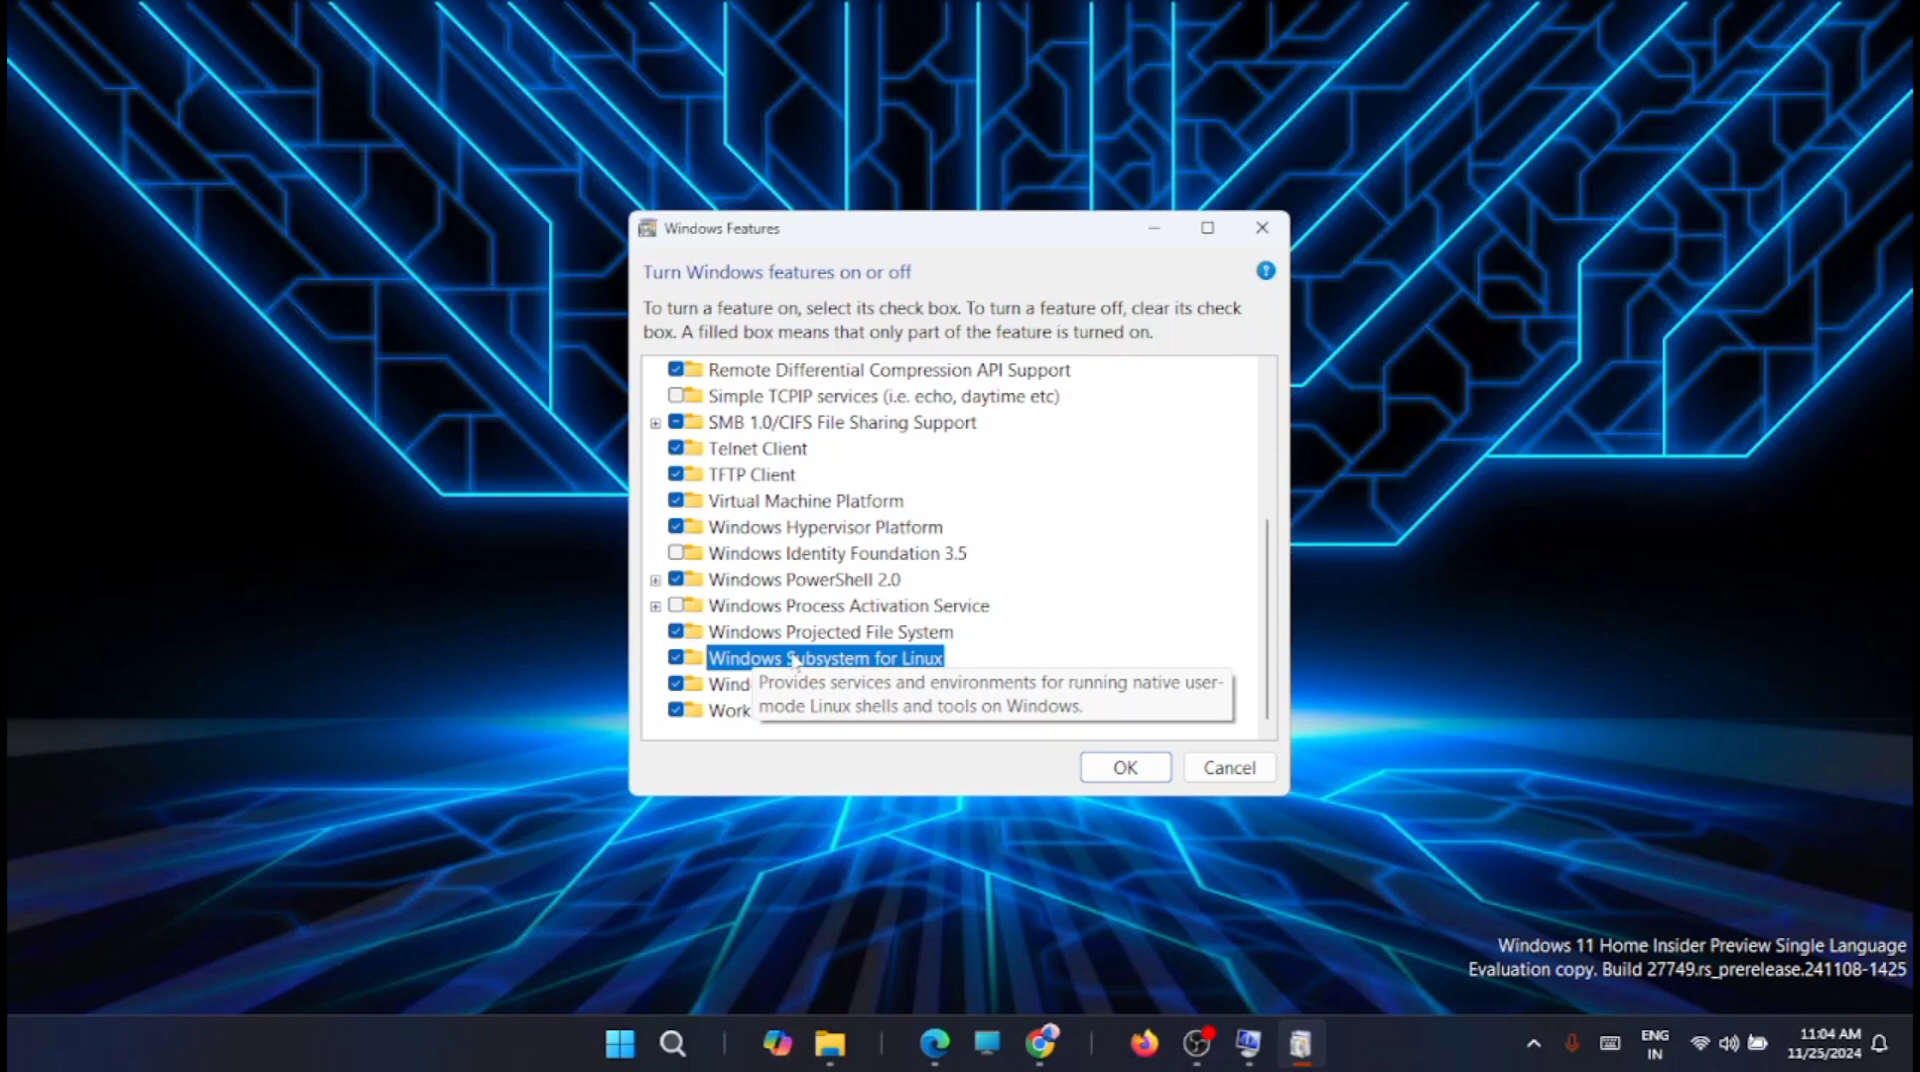 Windows Features
Turn Windows features on or off
To turn a feature on, select its check box. To turn a feature off, clear its check
box. A filled box means that only part of the feature is turned on.
Remote Differential Compression API Support
Simple TCPIP services (i.e. echo, daytime etc)
SMB 1.0/CIFS File Sharing Support
Telnet Client
TFTP Client
Virtual Machine Platform
Windows Hypervisor Platform
Windows Identity Foundation 3.5
Windows PowerShell 2.0
Windows Process Activation Service
Windows Projected File System
Windows Subsystem for Linux
Wind
Provides services and environments for running native user-
mode Linux shells and tools on Windows.
Work
OK
Cancel
Windows 11 Home Insider Preview Single Language
Evaluation copy. Build 27749.rs_prerelease.241108-1425
ENG
IN
11:04 AM
11/25/2024